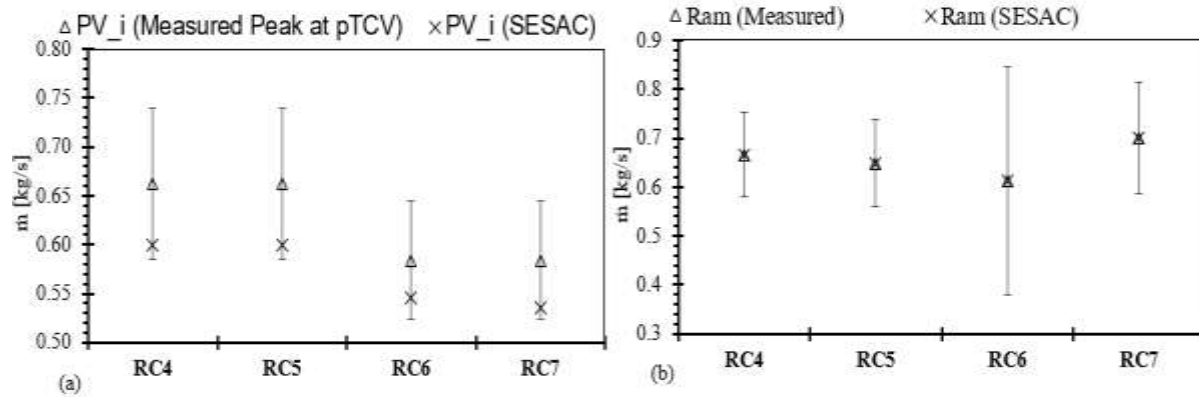 △ PV_i (Measured Peak at pTCV) ×PV_i (SESAC)
0.80
0.70
0.65
0.60
0.55
0.50
ṁ [kg/s]
RC4 RC5 RC6 RC7
(a)
△ Ram (Measured) × Ram (SESAC)
0.9
0.8
0.7
0.6
0.5
0.4
0.3
ṁ [kg/s]
RC4 RC5 RC6 RC7
(b)